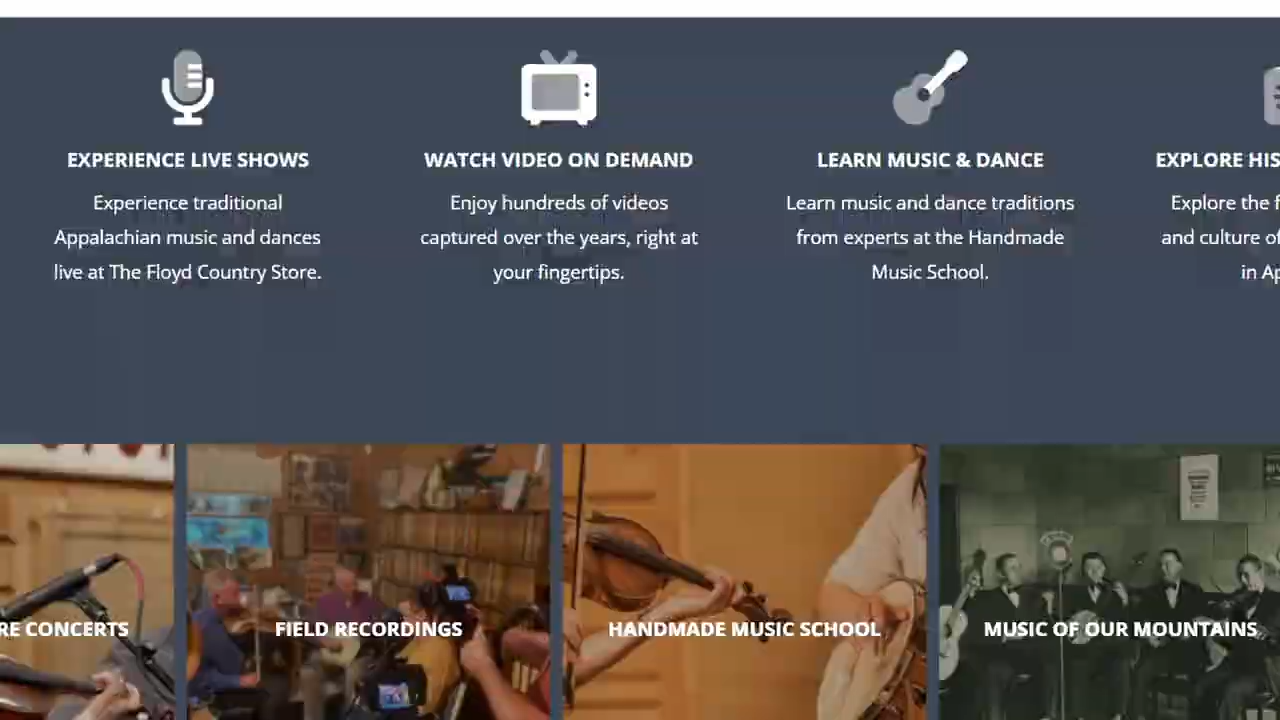 EXPERIENCE LIVE SHOWS
Experience traditional
Appalachian music and dances
live at The Floyd Country Store.
WATCH VIDEO ON DEMAND
Enjoy hundreds of videos
captured over the years, right at
your fingertips.
LEARN MUSIC & DANCE
Learn music and dance traditions
from experts at the Handmade
Music School.
EXPLORE HIS
Explore the f
and culture of
in Ap
RE CONCERTS
FIELD RECORDINGS
HANDMADE MUSIC SCHOOL
MUSIC OF OUR MOUNTAINS